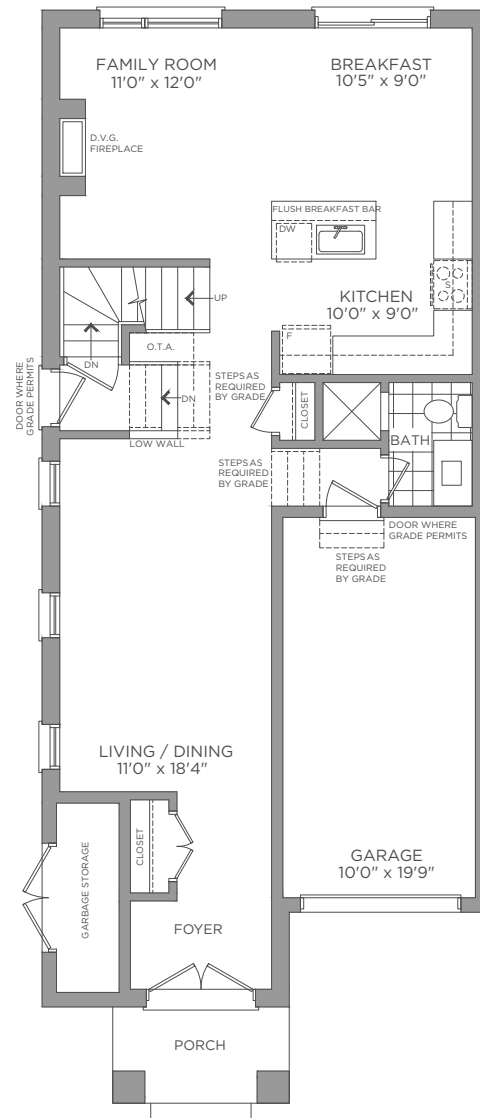 FAMILY ROOM
11'0" x 12'0"
BREAKFAST
10'5" x 9'0"
D.V.G.
FIREPLACE
FLUSH BREAKFAST BAR
DW
S
KITCHEN
10'0" x 9'0"
F
UP
O.T.A.
DN
DN
DOOR WHERE
GRADE PERMITS
STEPS AS
REQUIRED
BY GRADE
CLOSET
BATH
LOW WALL
STEPS AS
REQUIRED
BY GRADE
DOOR WHERE
GRADE PERMITS
STEPS AS
REQUIRED
BY GRADE
LIVING / DINING
11'0" x 18'4"
CLOSET
GARBAGE STORAGE
GARAGE
10'0" x 19'9"
FOYER
PORCH